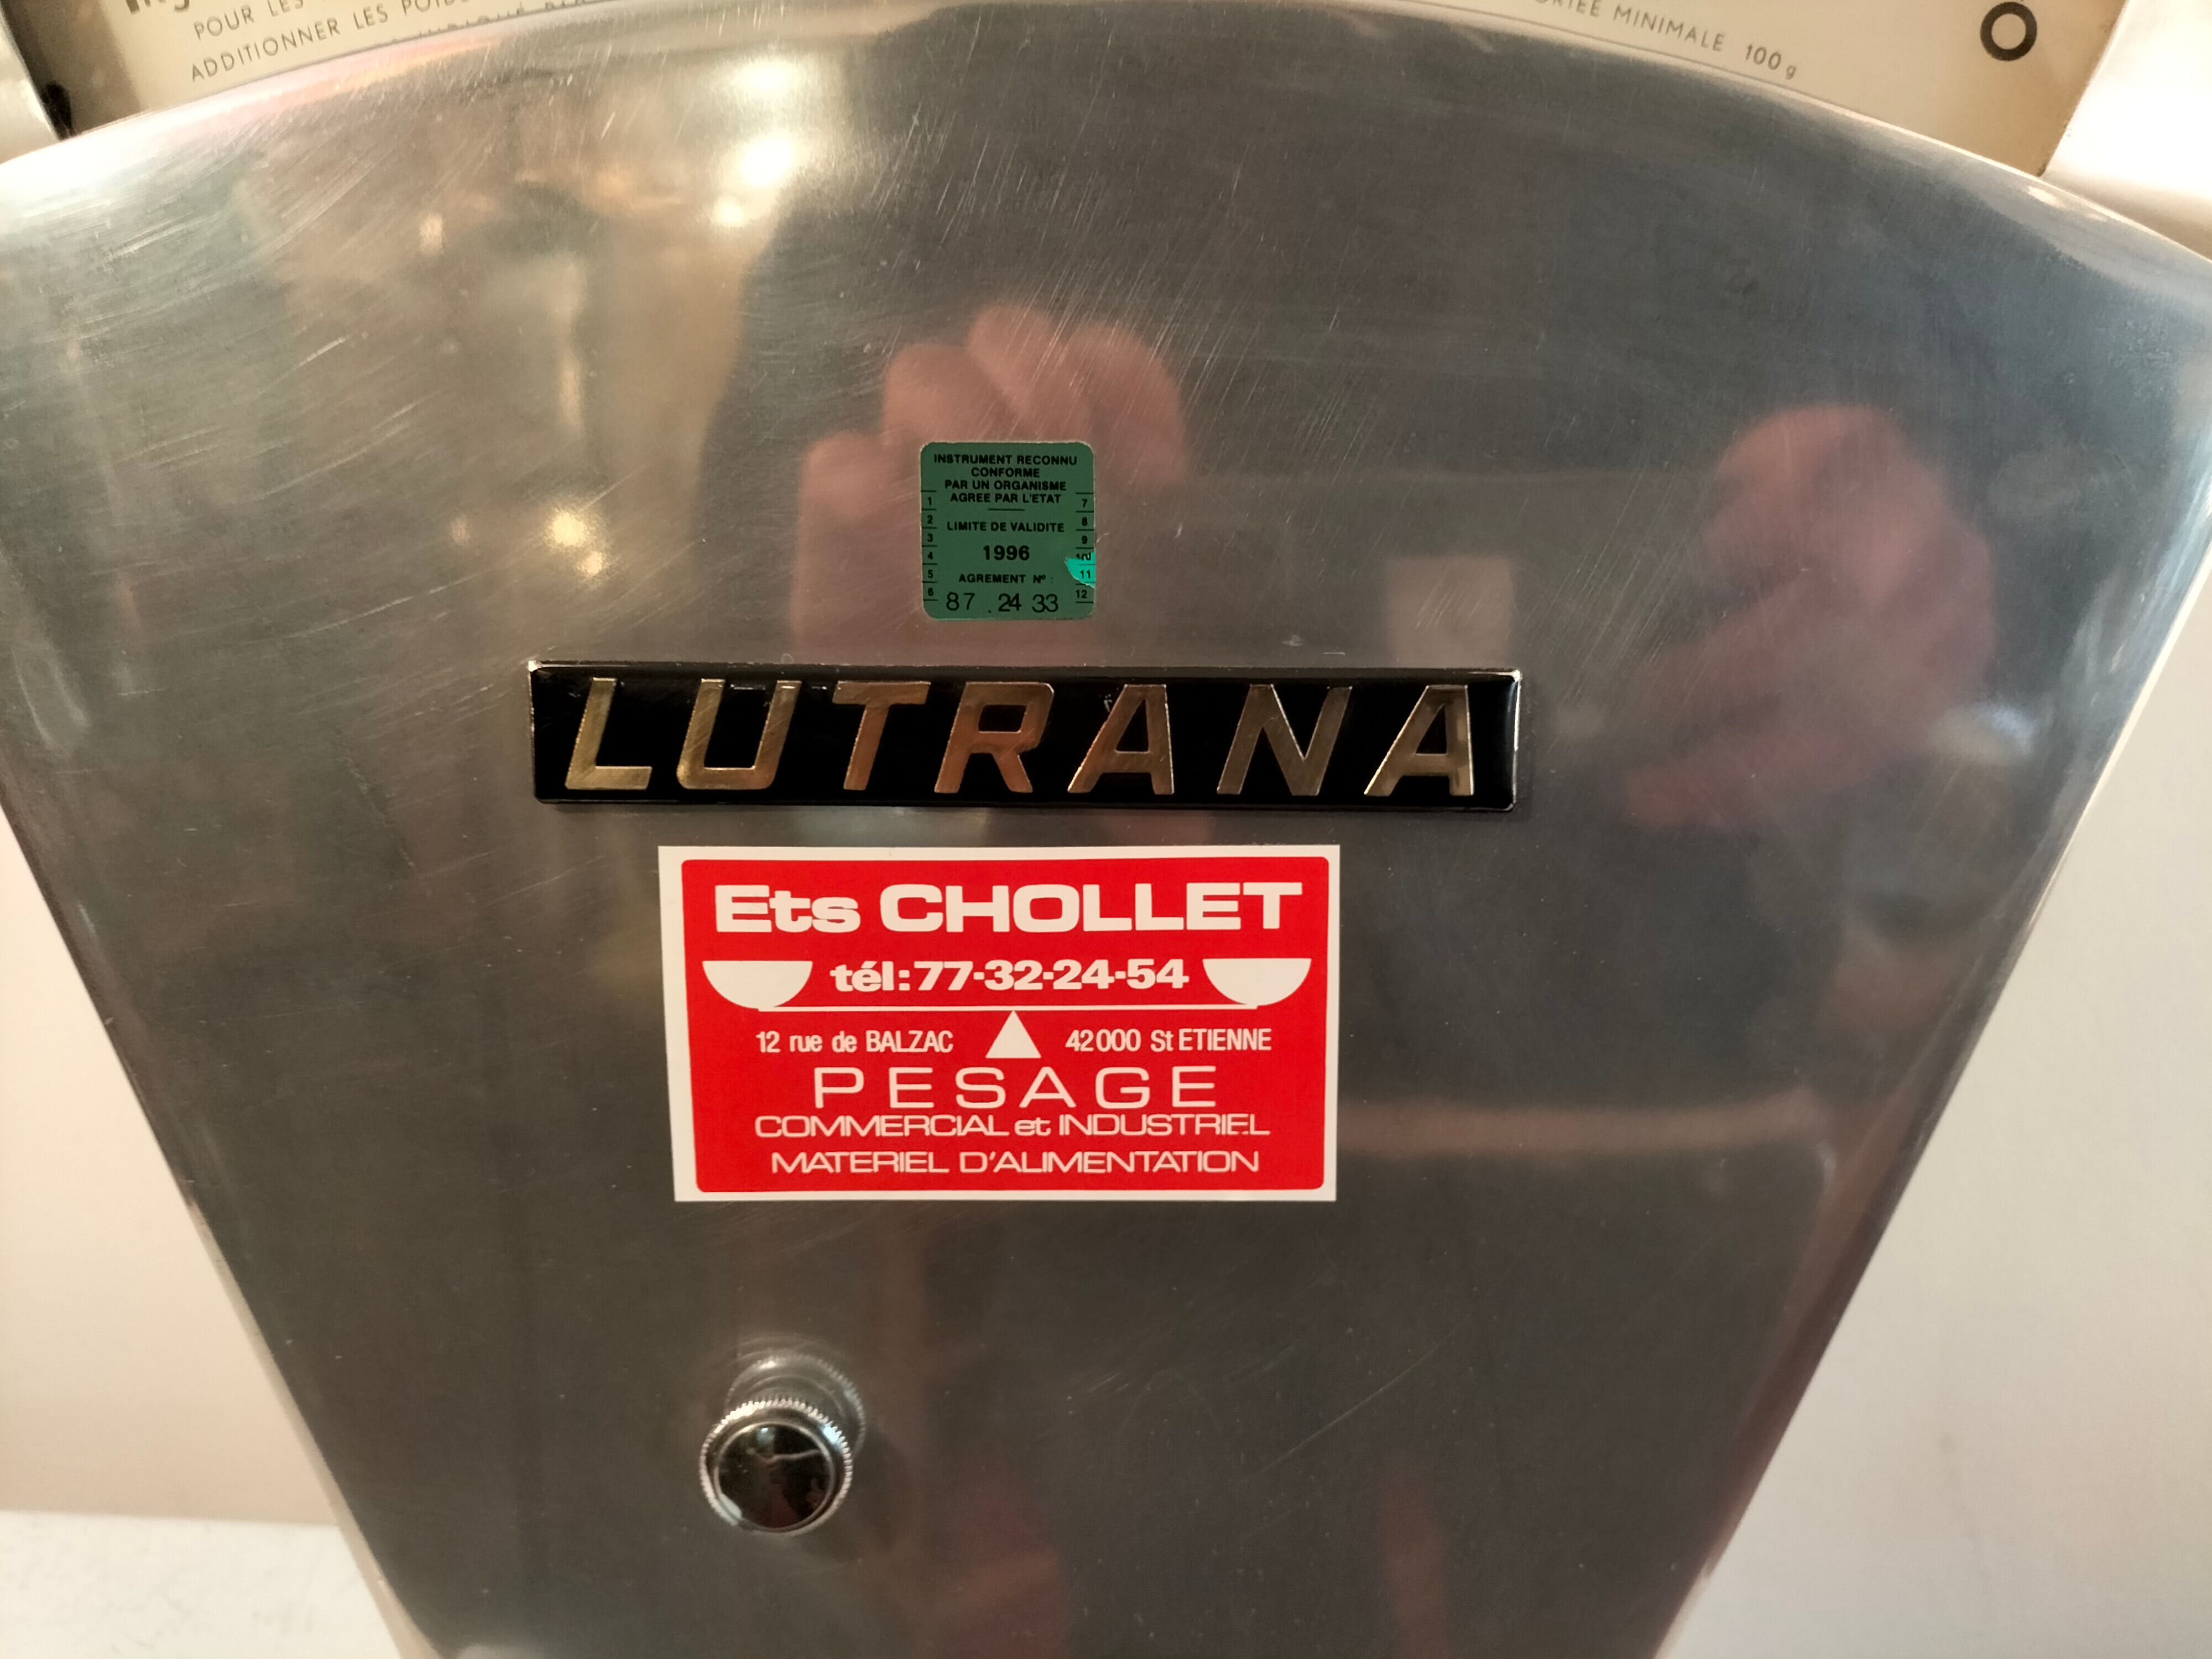 POUR LES
ADDITIONNER LES POIDS
PORTÉE MINIMALE 100 g
INSTRUMENT RECONNU
CONFORME
PAR UN ORGANISME
AGREE PAR L'ETAT
LIMITE DE VALIDITE
1996
AGREMENT Nº :
87 . 24 33
1
2
3
4
5
6
7
8
9
10
11
12
LUTRANA
Ets CHOLLET
tél:77-32-24-54
12 rue de BALZAC 42000 St ETIENNE
PESAGE
COMMERCIAL et INDUSTRIEL
MATERIEL D'ALIMENTATION